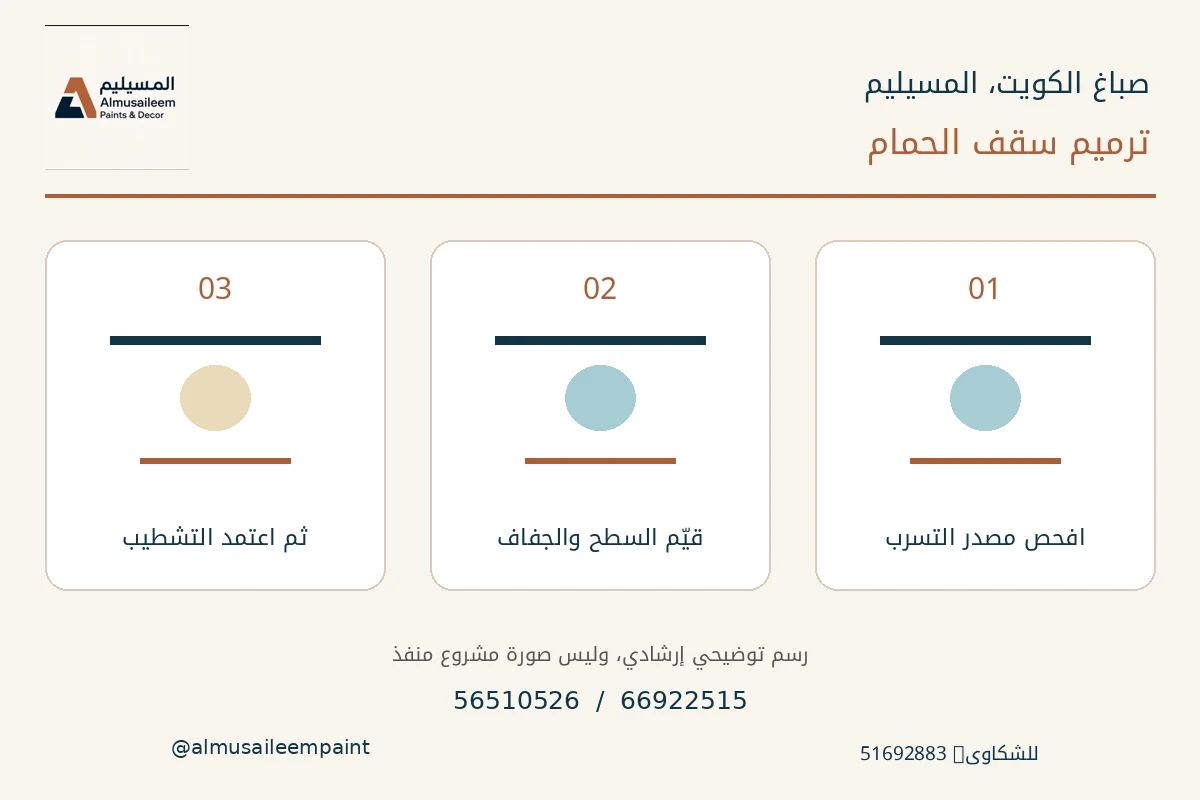 المسيليم
Almusaileem
Paints & Decor
صباغ الكويت، المسيليم
ترميم سقف الحمام
01
افحص مصدر التسرب
02
قيّم السطح والجفاف
03
ثم اعتمد التشطيب
رسم توضيحي إرشادي، وليس صورة مشروع منفذ
56510526 / 66922515
للشكاوى 51692883
@almusaileempaint